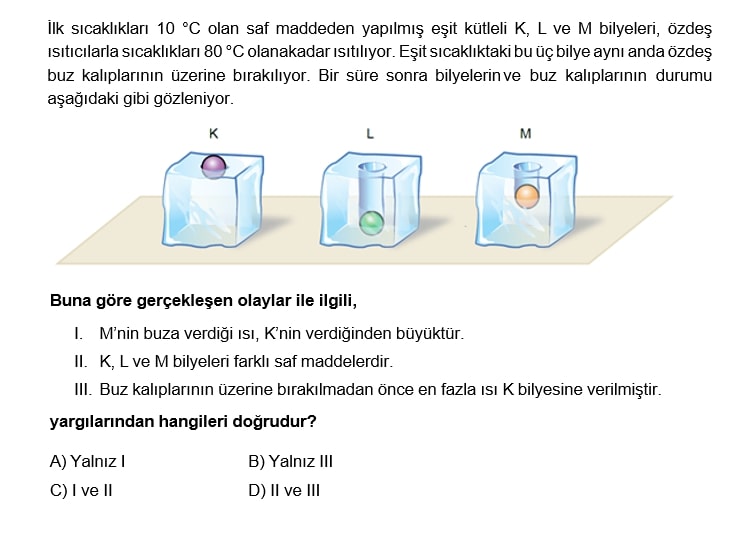 İlk sıcaklıkları 10 °C olan saf maddeden yapılmış eşit kütleli K, L ve M bilyeleri, özdeş
ısıtıcılarla sıcaklıkları 80 °C olanakadar ısıtılıyor. Eşit sıcaklıktaki bu üç bilye aynı anda özdeş
buz kalıplarının üzerine bırakılıyor. Bir süre sonra bilyelerinve buz kalıplarının durumu
aşağıdaki gibi gözleniyor.
K L M
Buna göre gerçekleşen olaylar ile ilgili,
I. M'nin buza verdiği ısı, K'nin verdiğinden büyüktür.
II. K, L ve M bilyeleri farklı saf maddelerdir.
III. Buz kalıplarının üzerine bırakılmadan önce en fazla ısı K bilyesine verilmiştir.
yargılarından hangileri doğrudur?
A) Yalnız I B) Yalnız III
C) I ve II D) II ve III